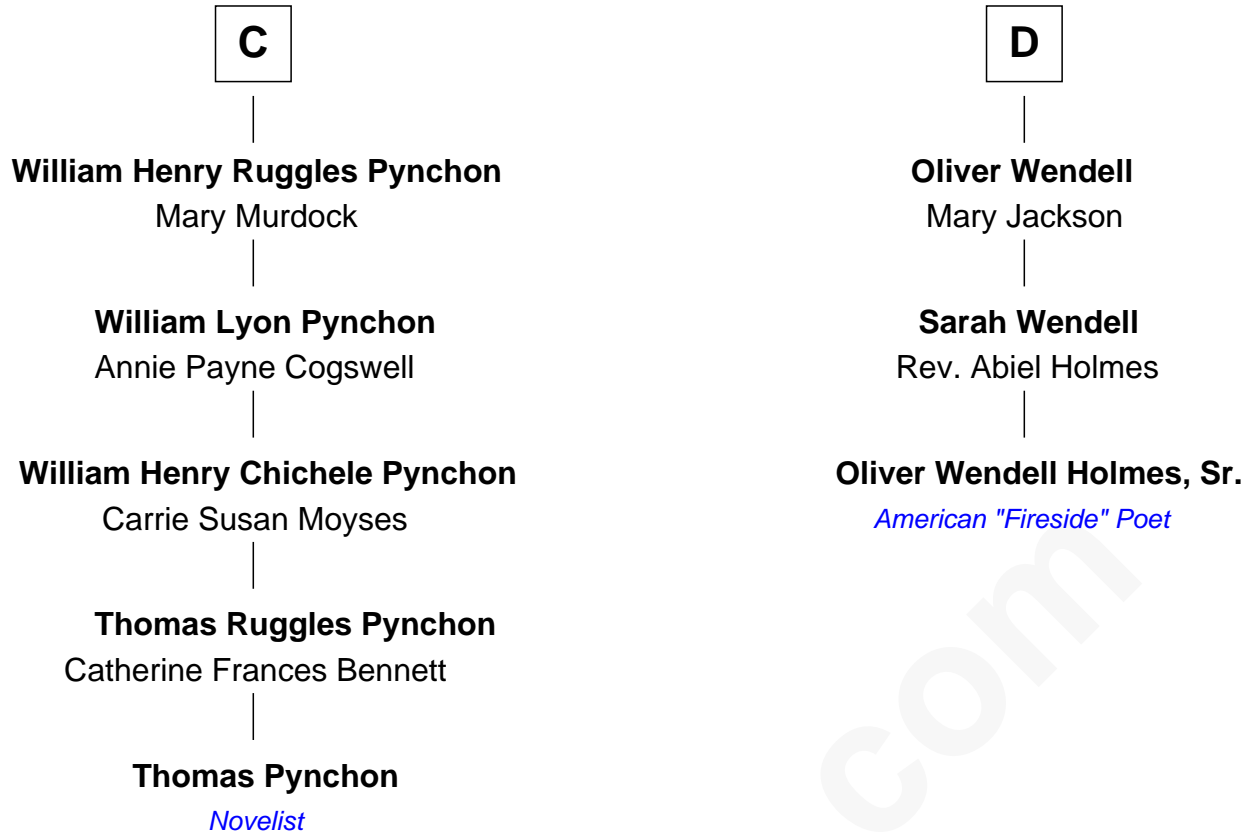 C
William Henry Ruggles Pynchon
Mary Murdock
William Lyon Pynchon
Annie Payne Cogswell
William Henry Chichele Pynchon
Carrie Susan Moyses
Thomas Ruggles Pynchon
Catherine Frances Bennett
Thomas Pynchon
Novelist
D
Oliver Wendell
Mary Jackson
Sarah Wendell
Rev. Abiel Holmes
Oliver Wendell Holmes, Sr.
American "Fireside" Poet
com